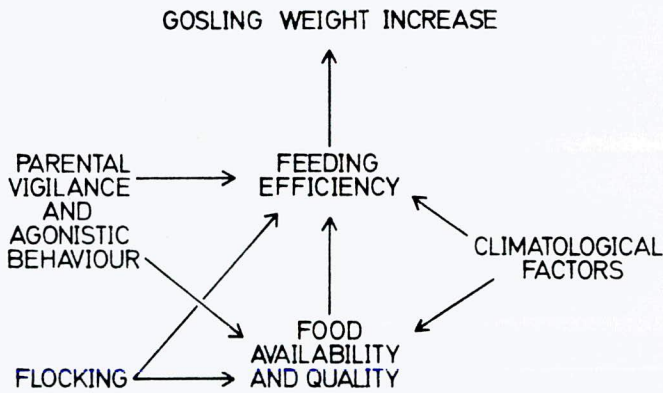 GOSLING WEIGHT INCREASE
PARENTAL
VIGILANCE
AND
AGONISTIC
BEHAVIOUR
FEEDING
EFFICIENCY
CLIMATOLOGICAL
FACTORS
FLOCKING
FOOD
AVAILABILITY
AND QUALITY